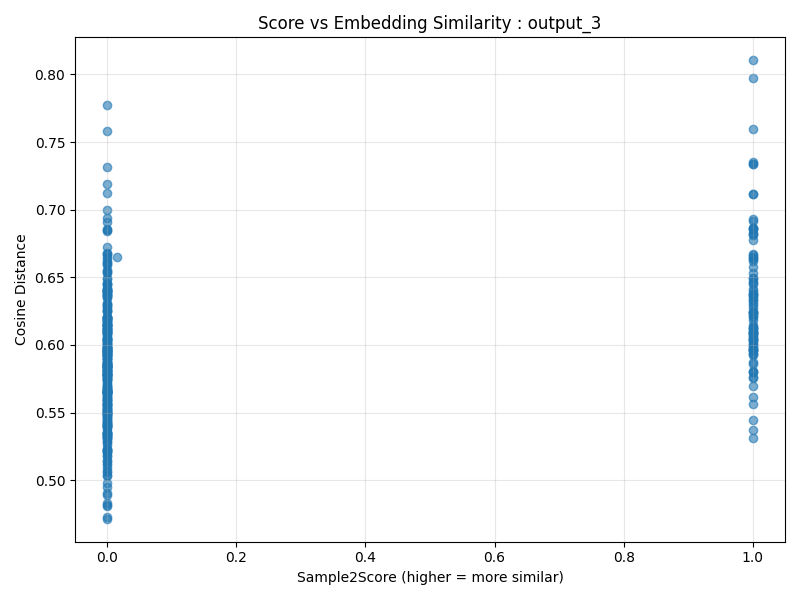 Score vs Embedding Similarity : output_3
Cosine Distance
0.80
0.75
0.70
0.65
0.60
0.55
0.50
0.0 0.2 0.4 0.6 0.8 1.0
Sample2Score (higher = more similar)